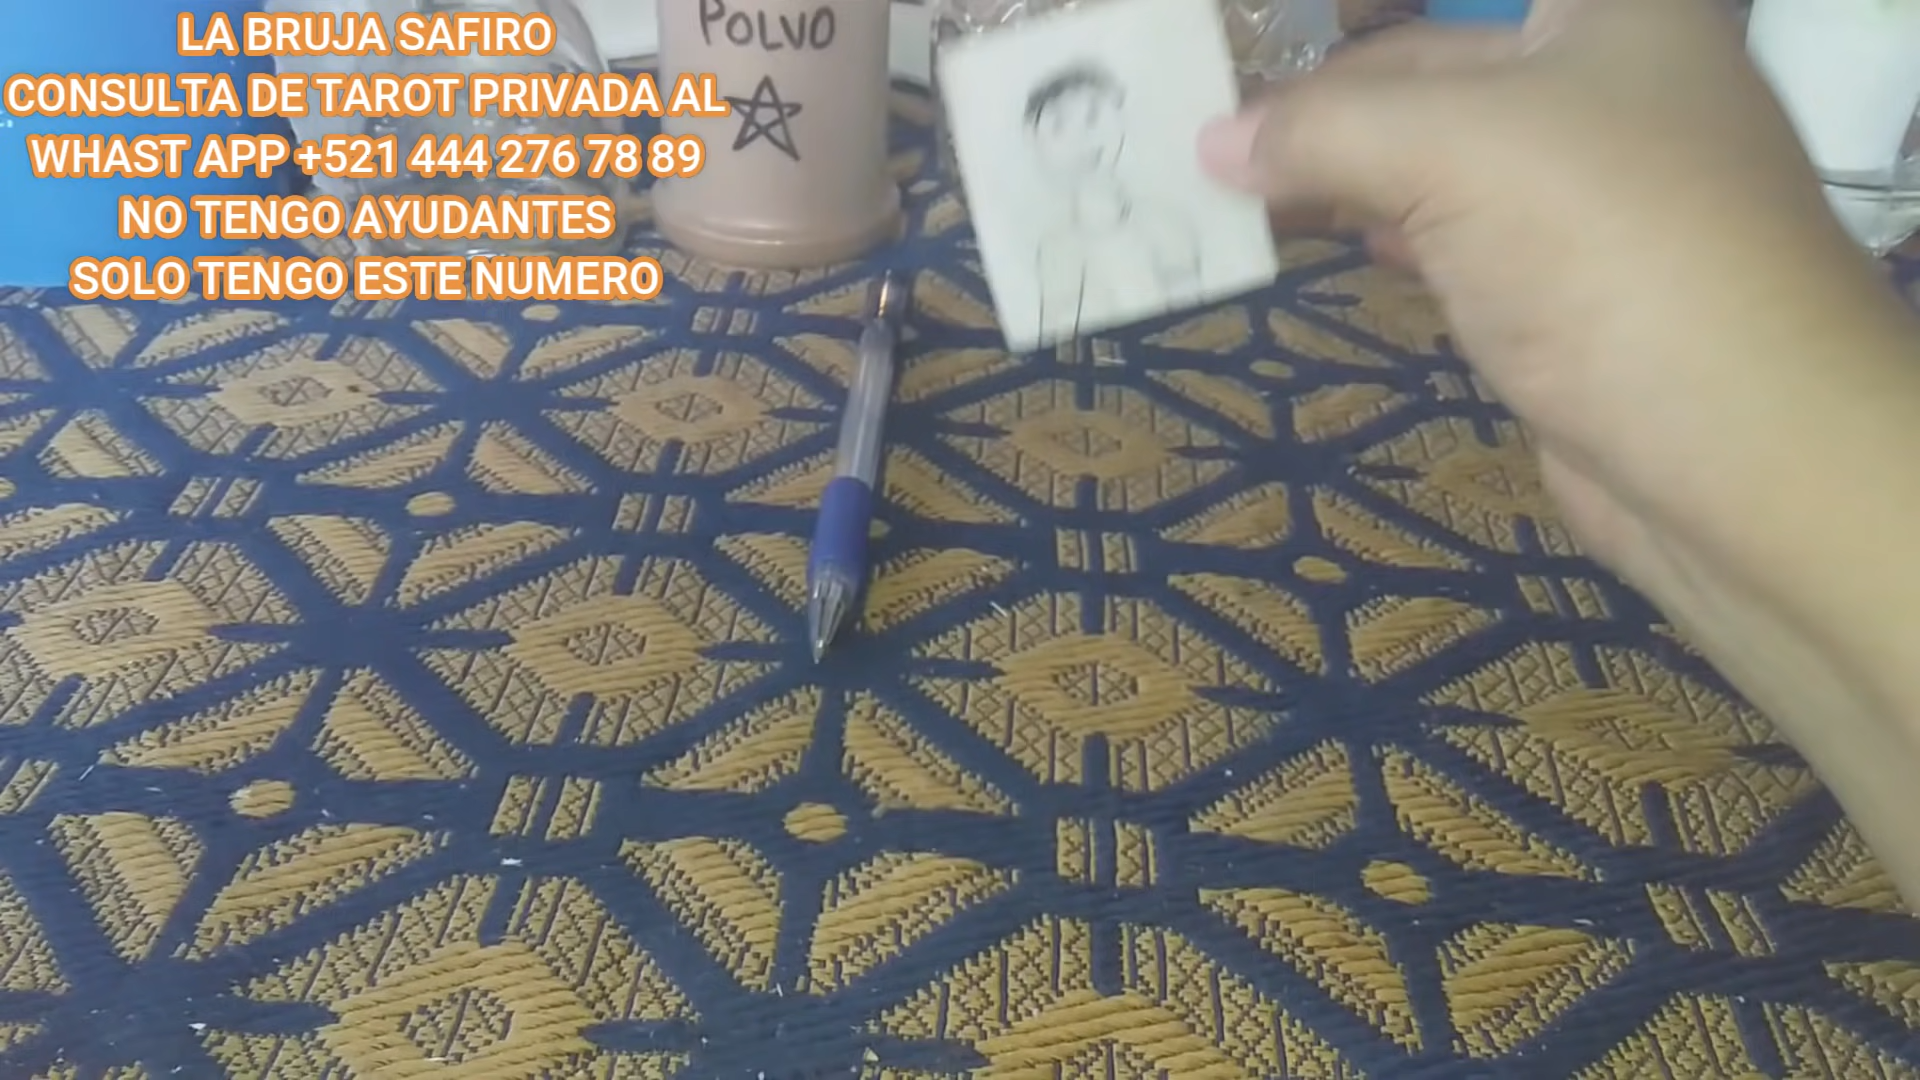 LA BRUJA SAFIRO
CONSULTA DE TAROT PRIVADA AL
WHAST APP +521 444 276 78 89
NO TENGO AYUDANTES
SOLO TENGO ESTE NUMERO
POLVO